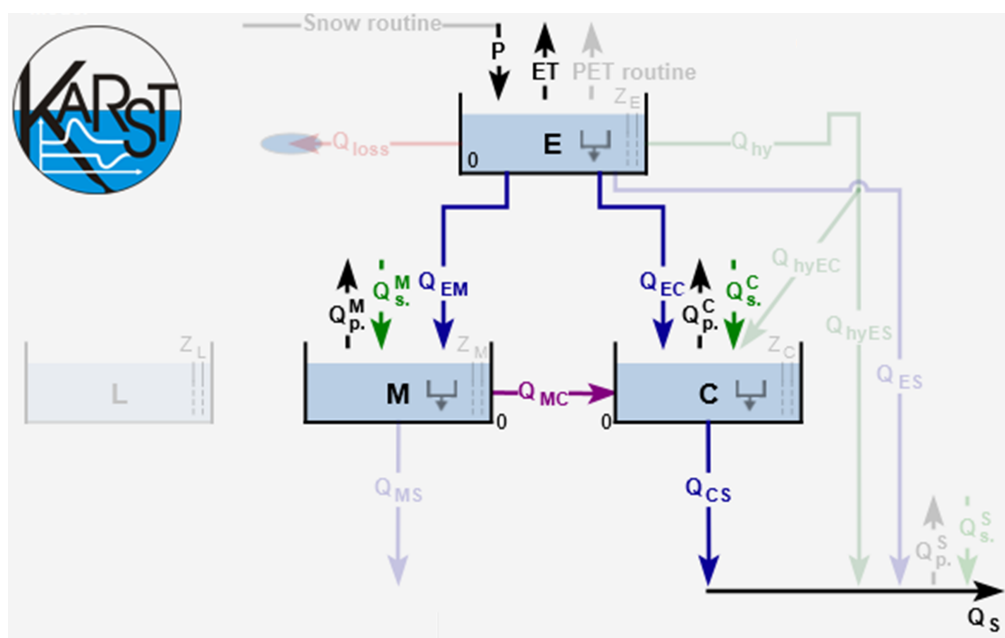 Snow routine
P
ET
PET routine
KARST
Z_E
Q_loss
E
Q_hy
0
Q_hyEC
Q^M_p.
Q^M_s.
Q_EM
Q_EC
Q^C_p.
Q^C_s.
Q_hyES
Z_L
Z_M
Z_C
Q_ES
L
M
Q_MC
C
0
0
Q_MS
Q_CS
Q^S_p.
Q^S_s.
Q_S